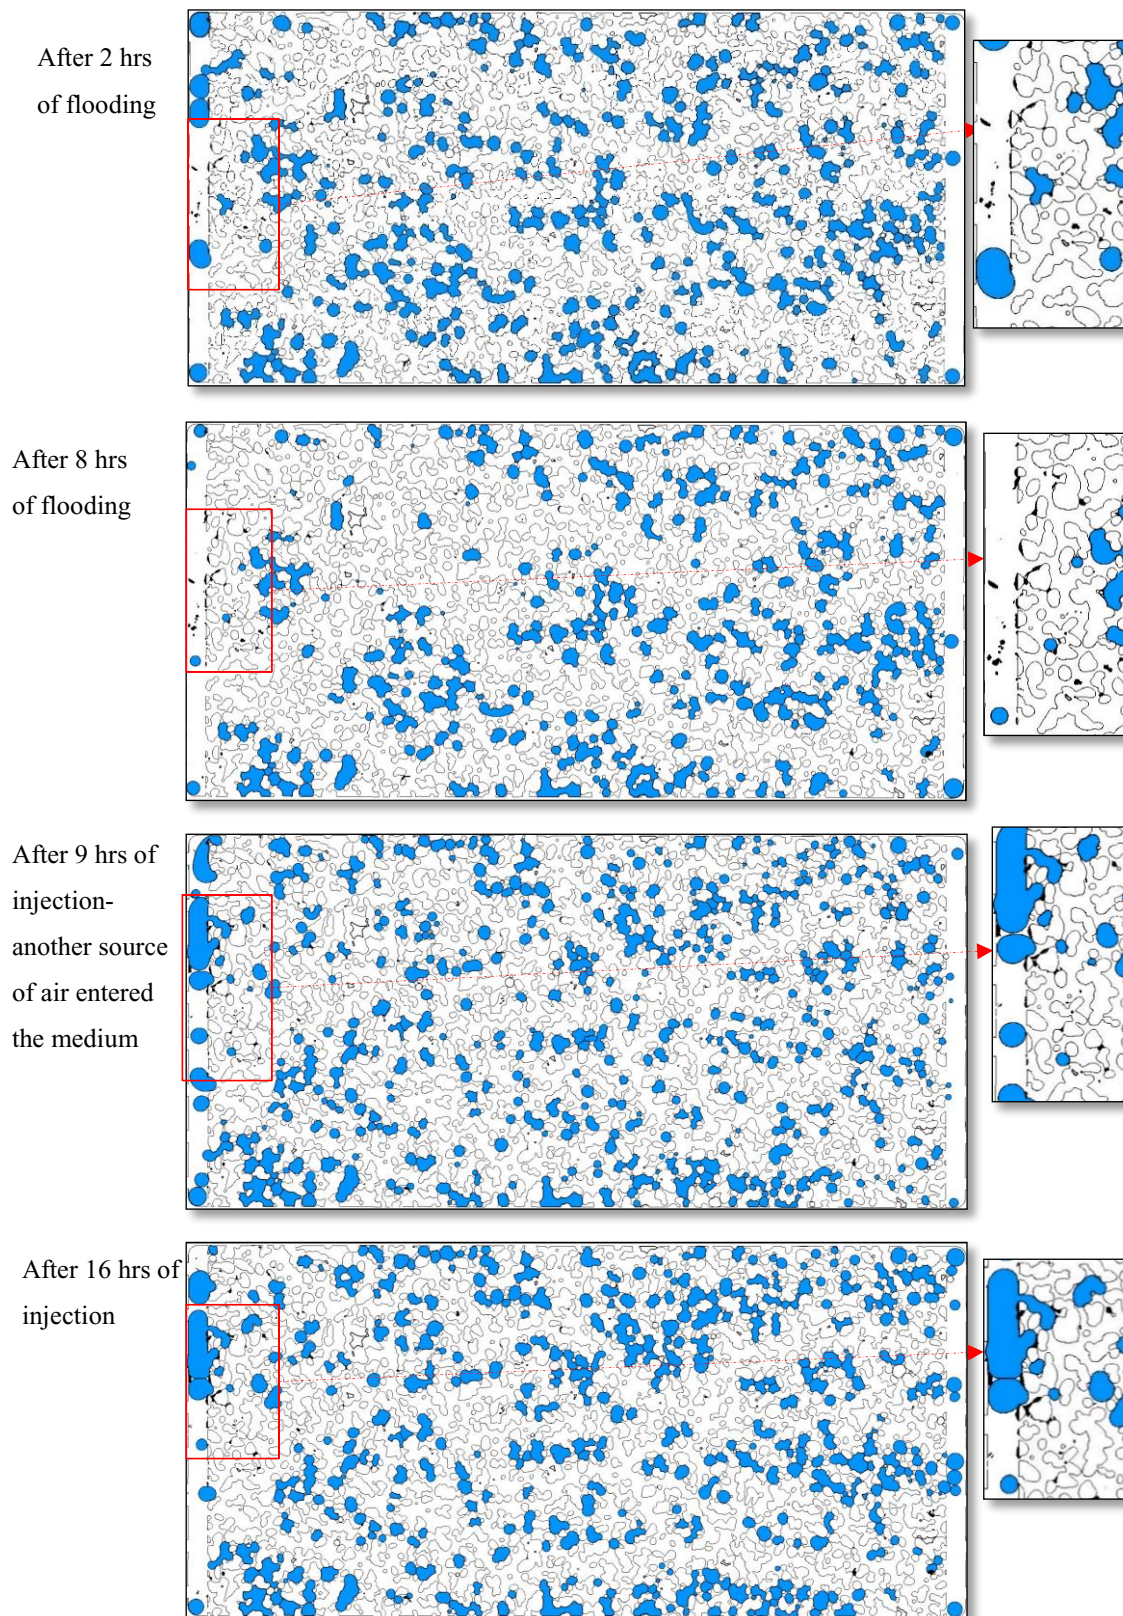 After 2 hrs
of flooding
After 8 hrs
of flooding
After 9 hrs of
injection-
another source
of air entered
the medium
After 16 hrs of
injection